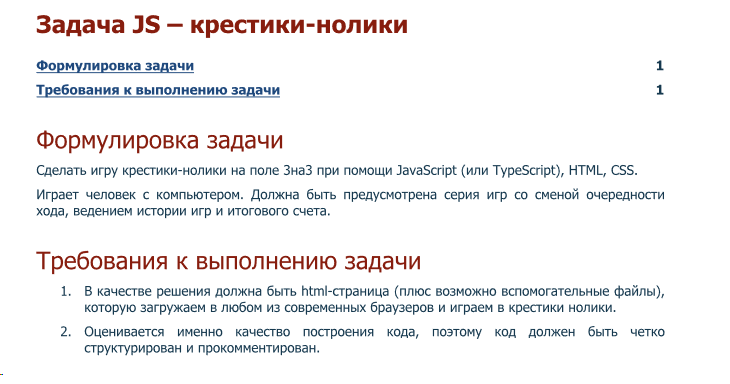 Задача JS – крестики-нолики
Формулировка задачи 1
Требования к выполнению задачи 1
Формулировка задачи
Сделать игру крестики-нолики на поле 3на3 при помощи JavaScript (или TypeScript), HTML, CSS.
Играет человек с компьютером. Должна быть предусмотрена серия игр со сменой очередности
хода, ведением истории игр и итогового счета.
Требования к выполнению задачи
1. В качестве решения должна быть html-страница (плюс возможно вспомогательные файлы),
которую загружаем в любом из современных браузеров и играем в крестики нолики.
2. Оценивается именно качество построения кода, поэтому код должен быть четко
структурирован и прокомментирован.